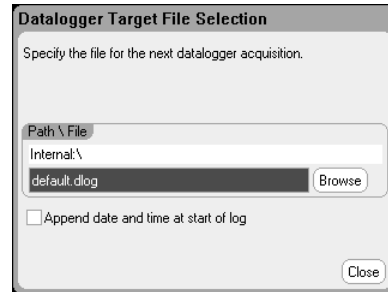 Datalogger Target File Selection
Specify the file for the next datalogger acquisition.
Path \ File
Internal:\
default.dlog
Browse
Append date and time at start of log
Close